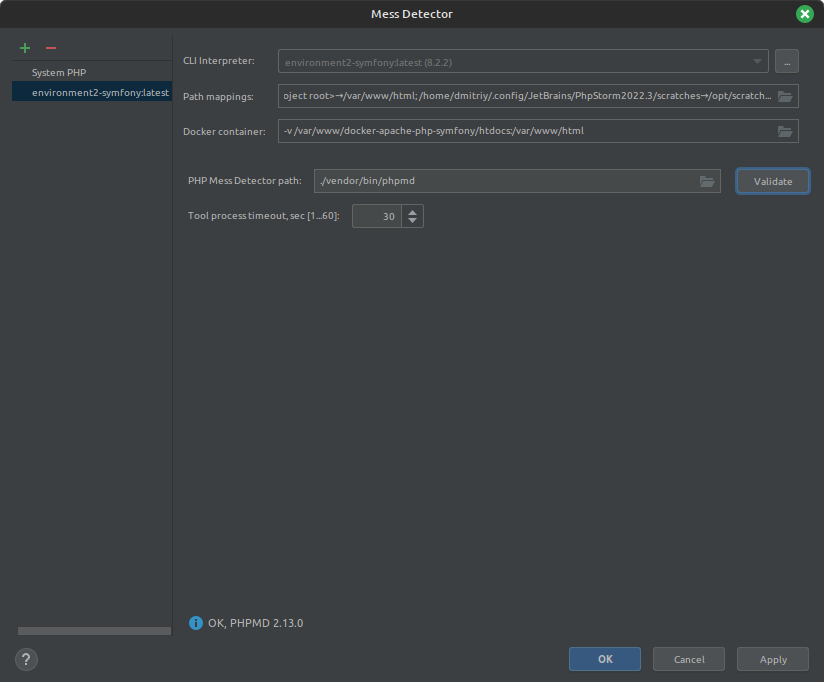 Mess Detector
System PHP
environment2-symfony:latest
CLI Interpreter:
environment2-symfony:latest (8.2.2)
...
Path mappings:
oject root>→/var/www/html; /home/dmitriy/.config/JetBrains/PhpStorm2022.3/scratches→/opt/scratch...
Docker container:
-v /var/www/docker-apache-php-symfony/htdocs:/var/www/html
PHP Mess Detector path:
./vendor/bin/phpmd
Validate
Tool process timeout, sec [1...60]:
30
OK, PHPMD 2.13.0
?
OK
Cancel
Apply